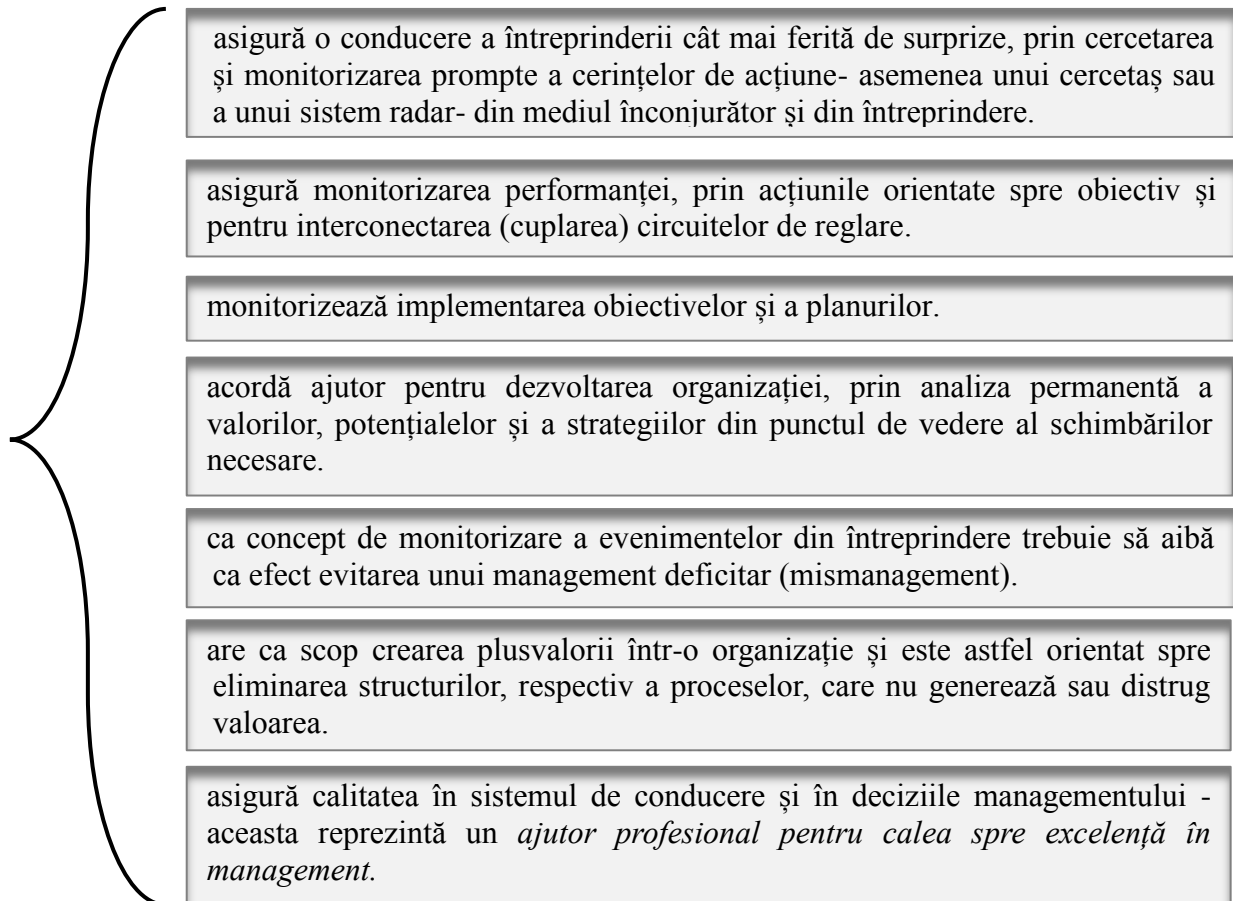 asigură o conducere a întreprinderii cât mai ferită de surprize, prin cercetarea
și monitorizarea prompte a cerințelor de acțiune- asemenea unui cercetaș sau
a unui sistem radar- din mediul înconjurător și din întreprindere.
asigură monitorizarea performanței, prin acțiunile orientate spre obiectiv și
pentru interconectarea (cuplarea) circuitelor de reglare.
monitorizează implementarea obiectivelor și a planurilor.
acordă ajutor pentru dezvoltarea organizației, prin analiza permanentă a
valorilor, potențialelor și a strategiilor din punctul de vedere al schimbărilor
necesare.
ca concept de monitorizare a evenimentelor din întreprindere trebuie să aibă
ca efect evitarea unui management deficitar (mismanagement).
are ca scop crearea plusvalorii într-o organizație și este astfel orientat spre
eliminarea structurilor, respectiv a proceselor, care nu generează sau distrug
valoarea.
asigură calitatea în sistemul de conducere și în deciziile managementului -
aceasta reprezintă un ajutor profesional pentru calea spre excelență în
management.